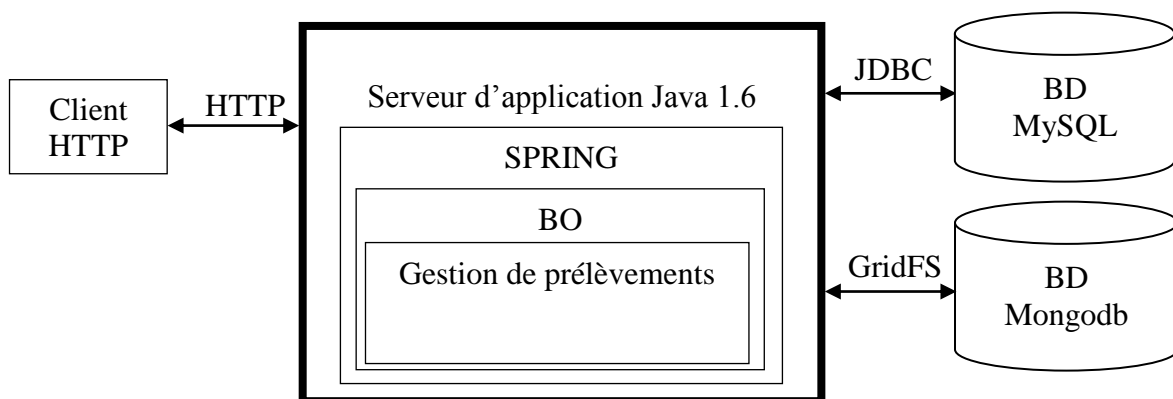 Client
HTTP
HTTP
Serveur d'application Java 1.6
SPRING
BO
Gestion de prélèvements
JDBC
BD
MySQL
GridFS
BD
Mongodb